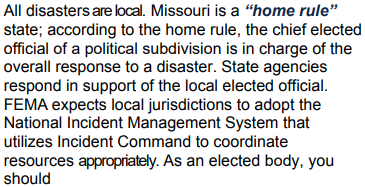 All disasters are local. Missouri is a “home rule”
state; according to the home rule, the chief elected
official of a political subdivision is in charge of the
overall response to a disaster. State agencies
respond in support of the local elected official.
FEMA expects local jurisdictions to adopt the
National Incident Management System that
utilizes Incident Command to coordinate
resources appropriately. As an elected body, you
should